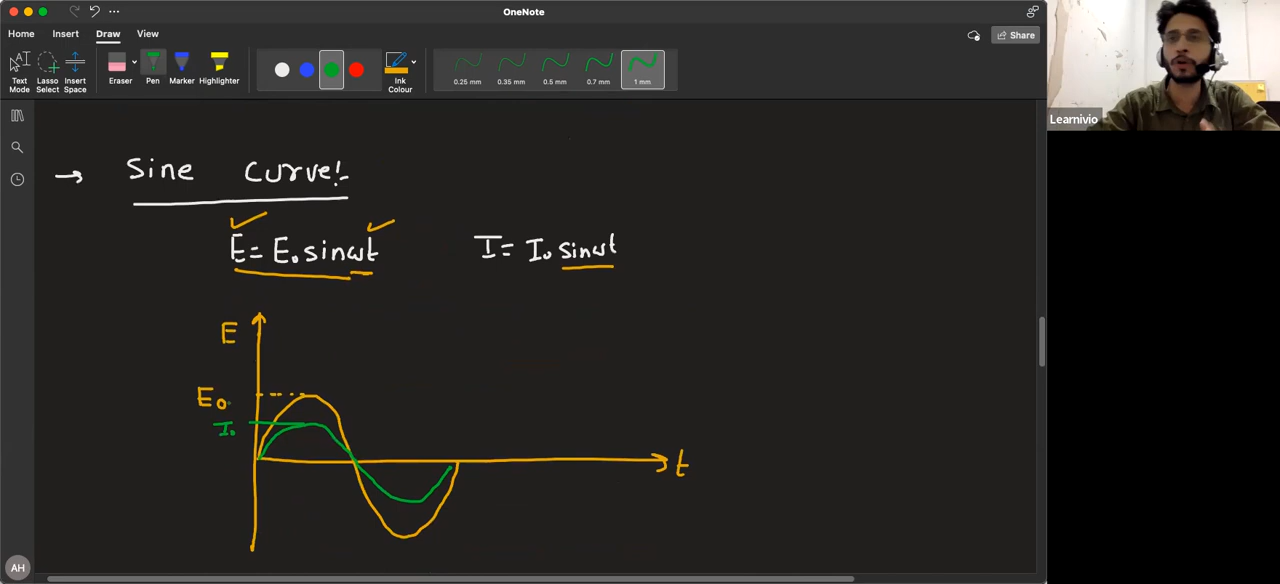 OneNote
Home Insert Draw View
Share
Text Mode
Lasso Select
Insert Space
Eraser
Pen
Marker
Highlighter
Ink Colour
0.25 mm
0.35 mm
0.5 mm
0.7 mm
1 mm
Learnivio
→ Sine Curve!
E = E₀ sinωt I = I₀ sinωt
E
E₀
I₀
t
AH